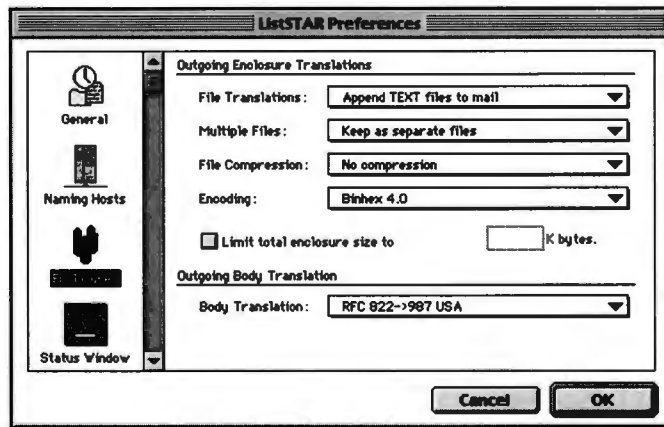 ListSTAR Preferences
General
Naming Hosts
Status Window
Outgoing Enclosure Translations
File Translations: Append TEXT files to mail
Multiple Files: Keep as separate files
File Compression: No compression
Encoding: Binhex 4.0
Limit total enclosure size to K bytes.
Outgoing Body Translation
Body Translation: RFC 822->987 USA
Cancel OK